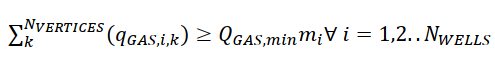 ∑_k^{N_VERTICES}(q_{GAS,i,k}) ≥ Q_{GAS,min}m_i∀ i = 1,2..N_WELLS